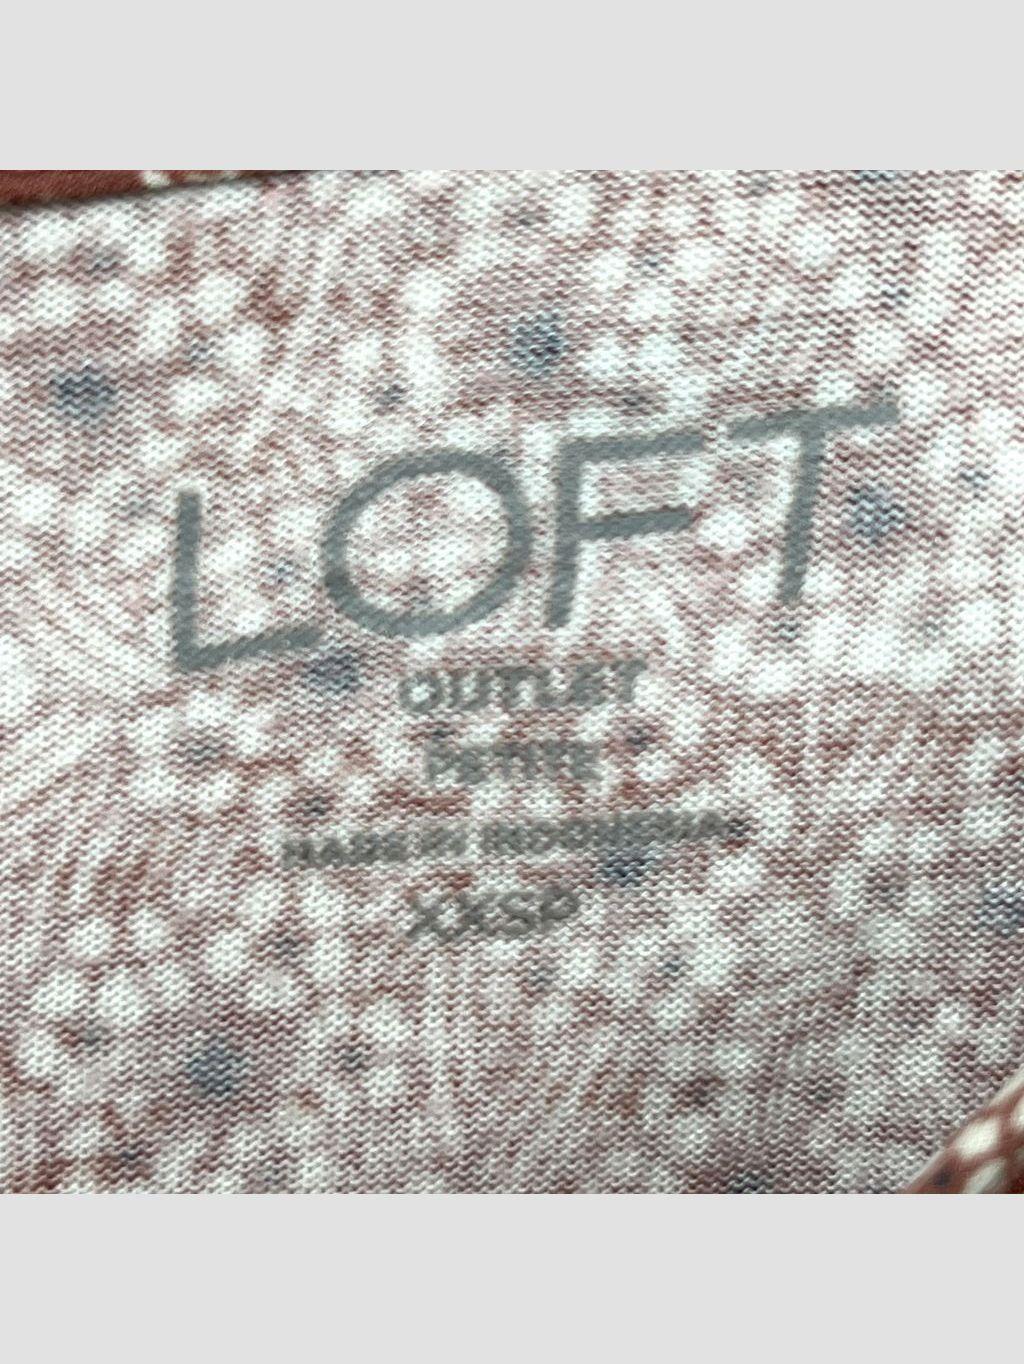 LOFT
OUTLET
PETITE
MADE IN INDONESIA
XXSP